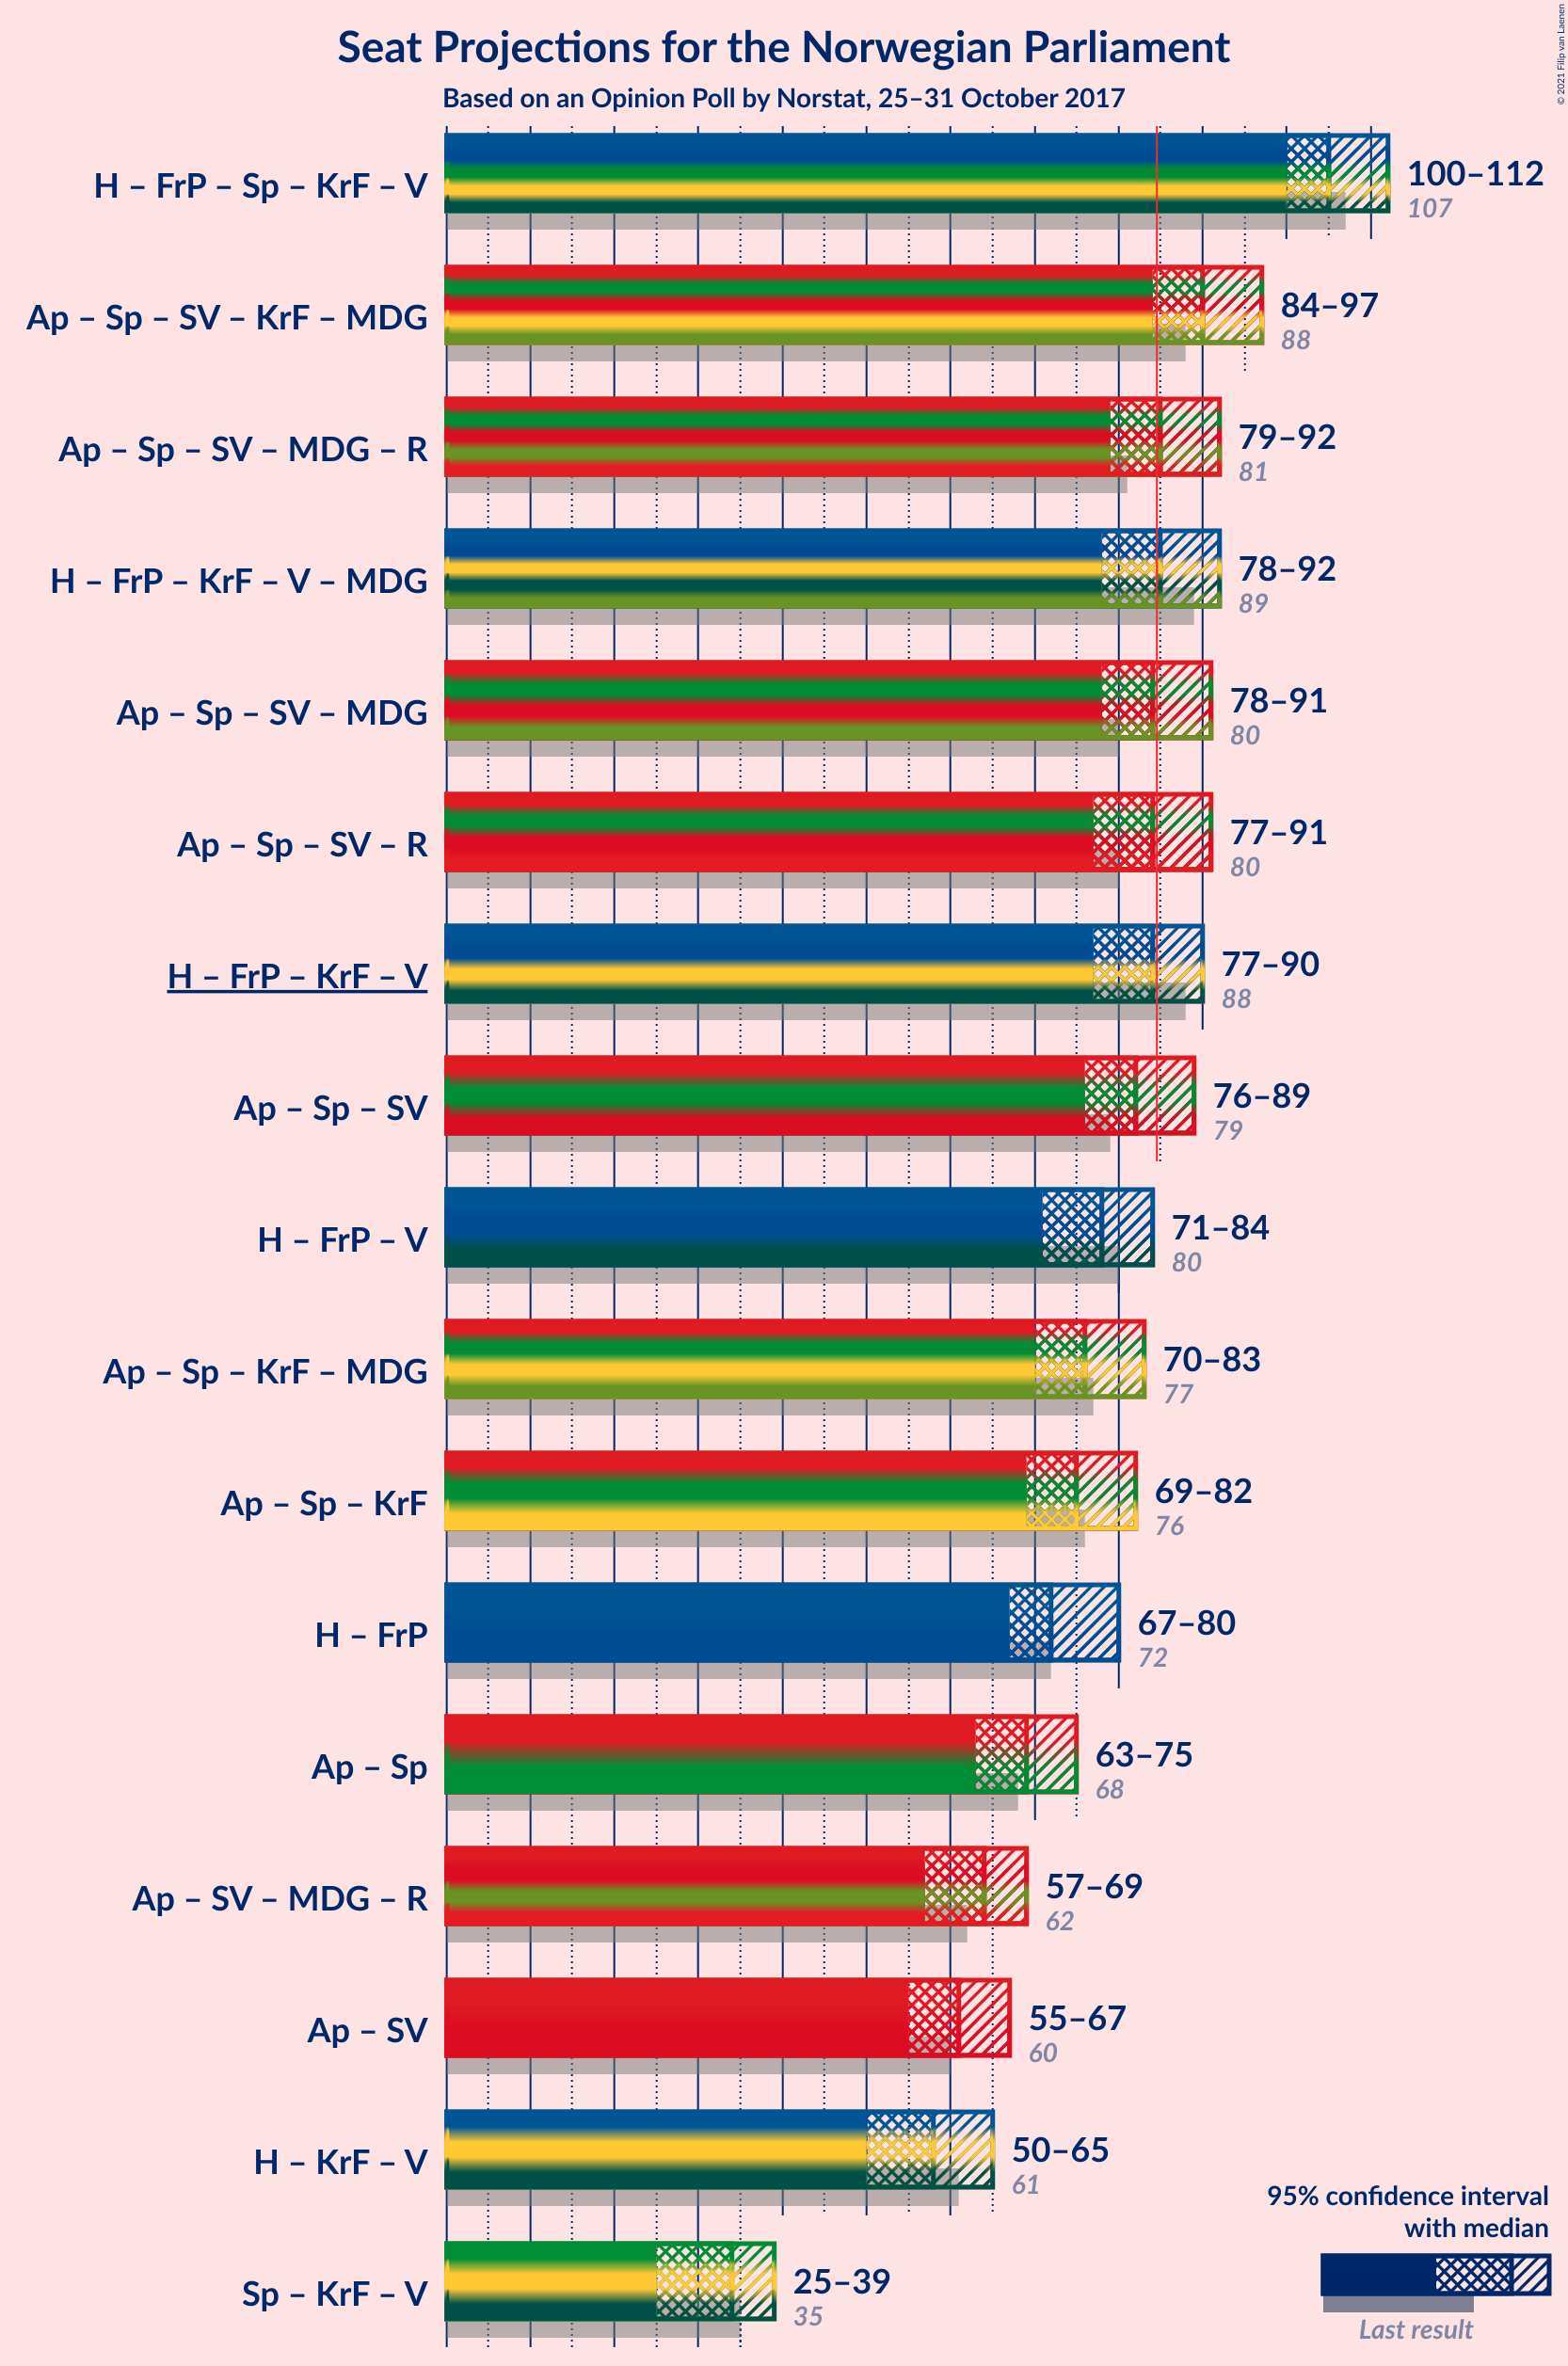 Seat Projections for the Norwegian Parliament
Based on an Opinion Poll by Norstat, 25–31 October 2017
© 2021 Filip van Laenen
H – FrP – Sp – KrF – V
100–112
107
Ap – Sp – SV – KrF – MDG
84–97
88
Ap – Sp – SV – MDG – R
79–92
81
H – FrP – KrF – V – MDG
78–92
89
Ap – Sp – SV – MDG
78–91
80
Ap – Sp – SV – R
77–91
80
H – FrP – KrF – V
77–90
88
Ap – Sp – SV
76–89
79
H – FrP – V
71–84
80
Ap – Sp – KrF – MDG
70–83
77
Ap – Sp – KrF
69–82
76
H – FrP
67–80
72
Ap – Sp
63–75
68
Ap – SV – MDG – R
57–69
62
Ap – SV
55–67
60
H – KrF – V
50–65
61
Sp – KrF – V
25–39
35
95% confidence interval
with median
Last result